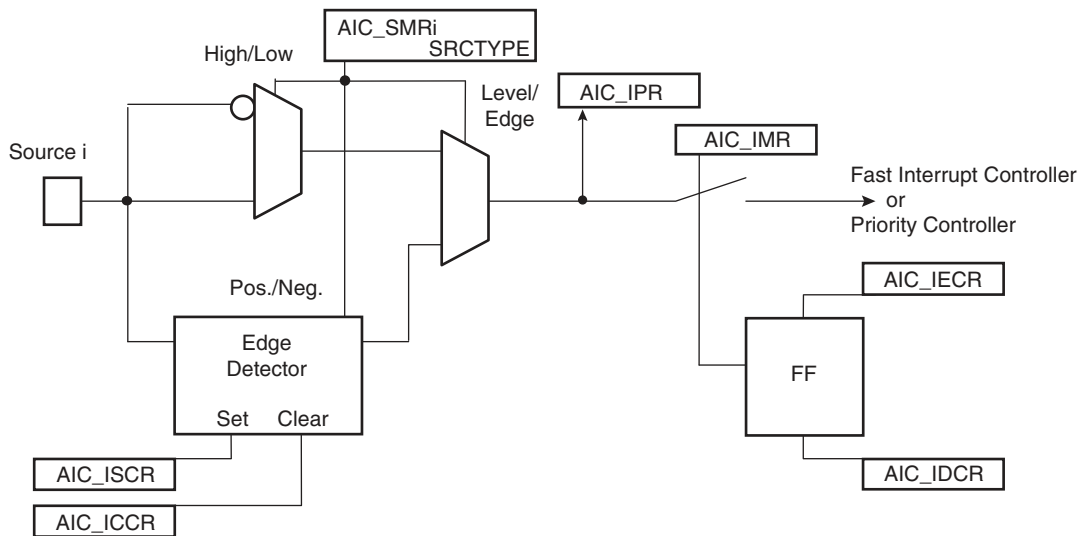 AIC_SMRi
SRCTYPE
High/Low
Level/
Edge
AIC_IPR
AIC_IMR
Source i
Fast Interrupt Controller
or
Priority Controller
Pos./Neg.
AIC_IECR
Edge
Detector
FF
Set Clear
AIC_ISCR
AIC_IDCR
AIC_ICCR